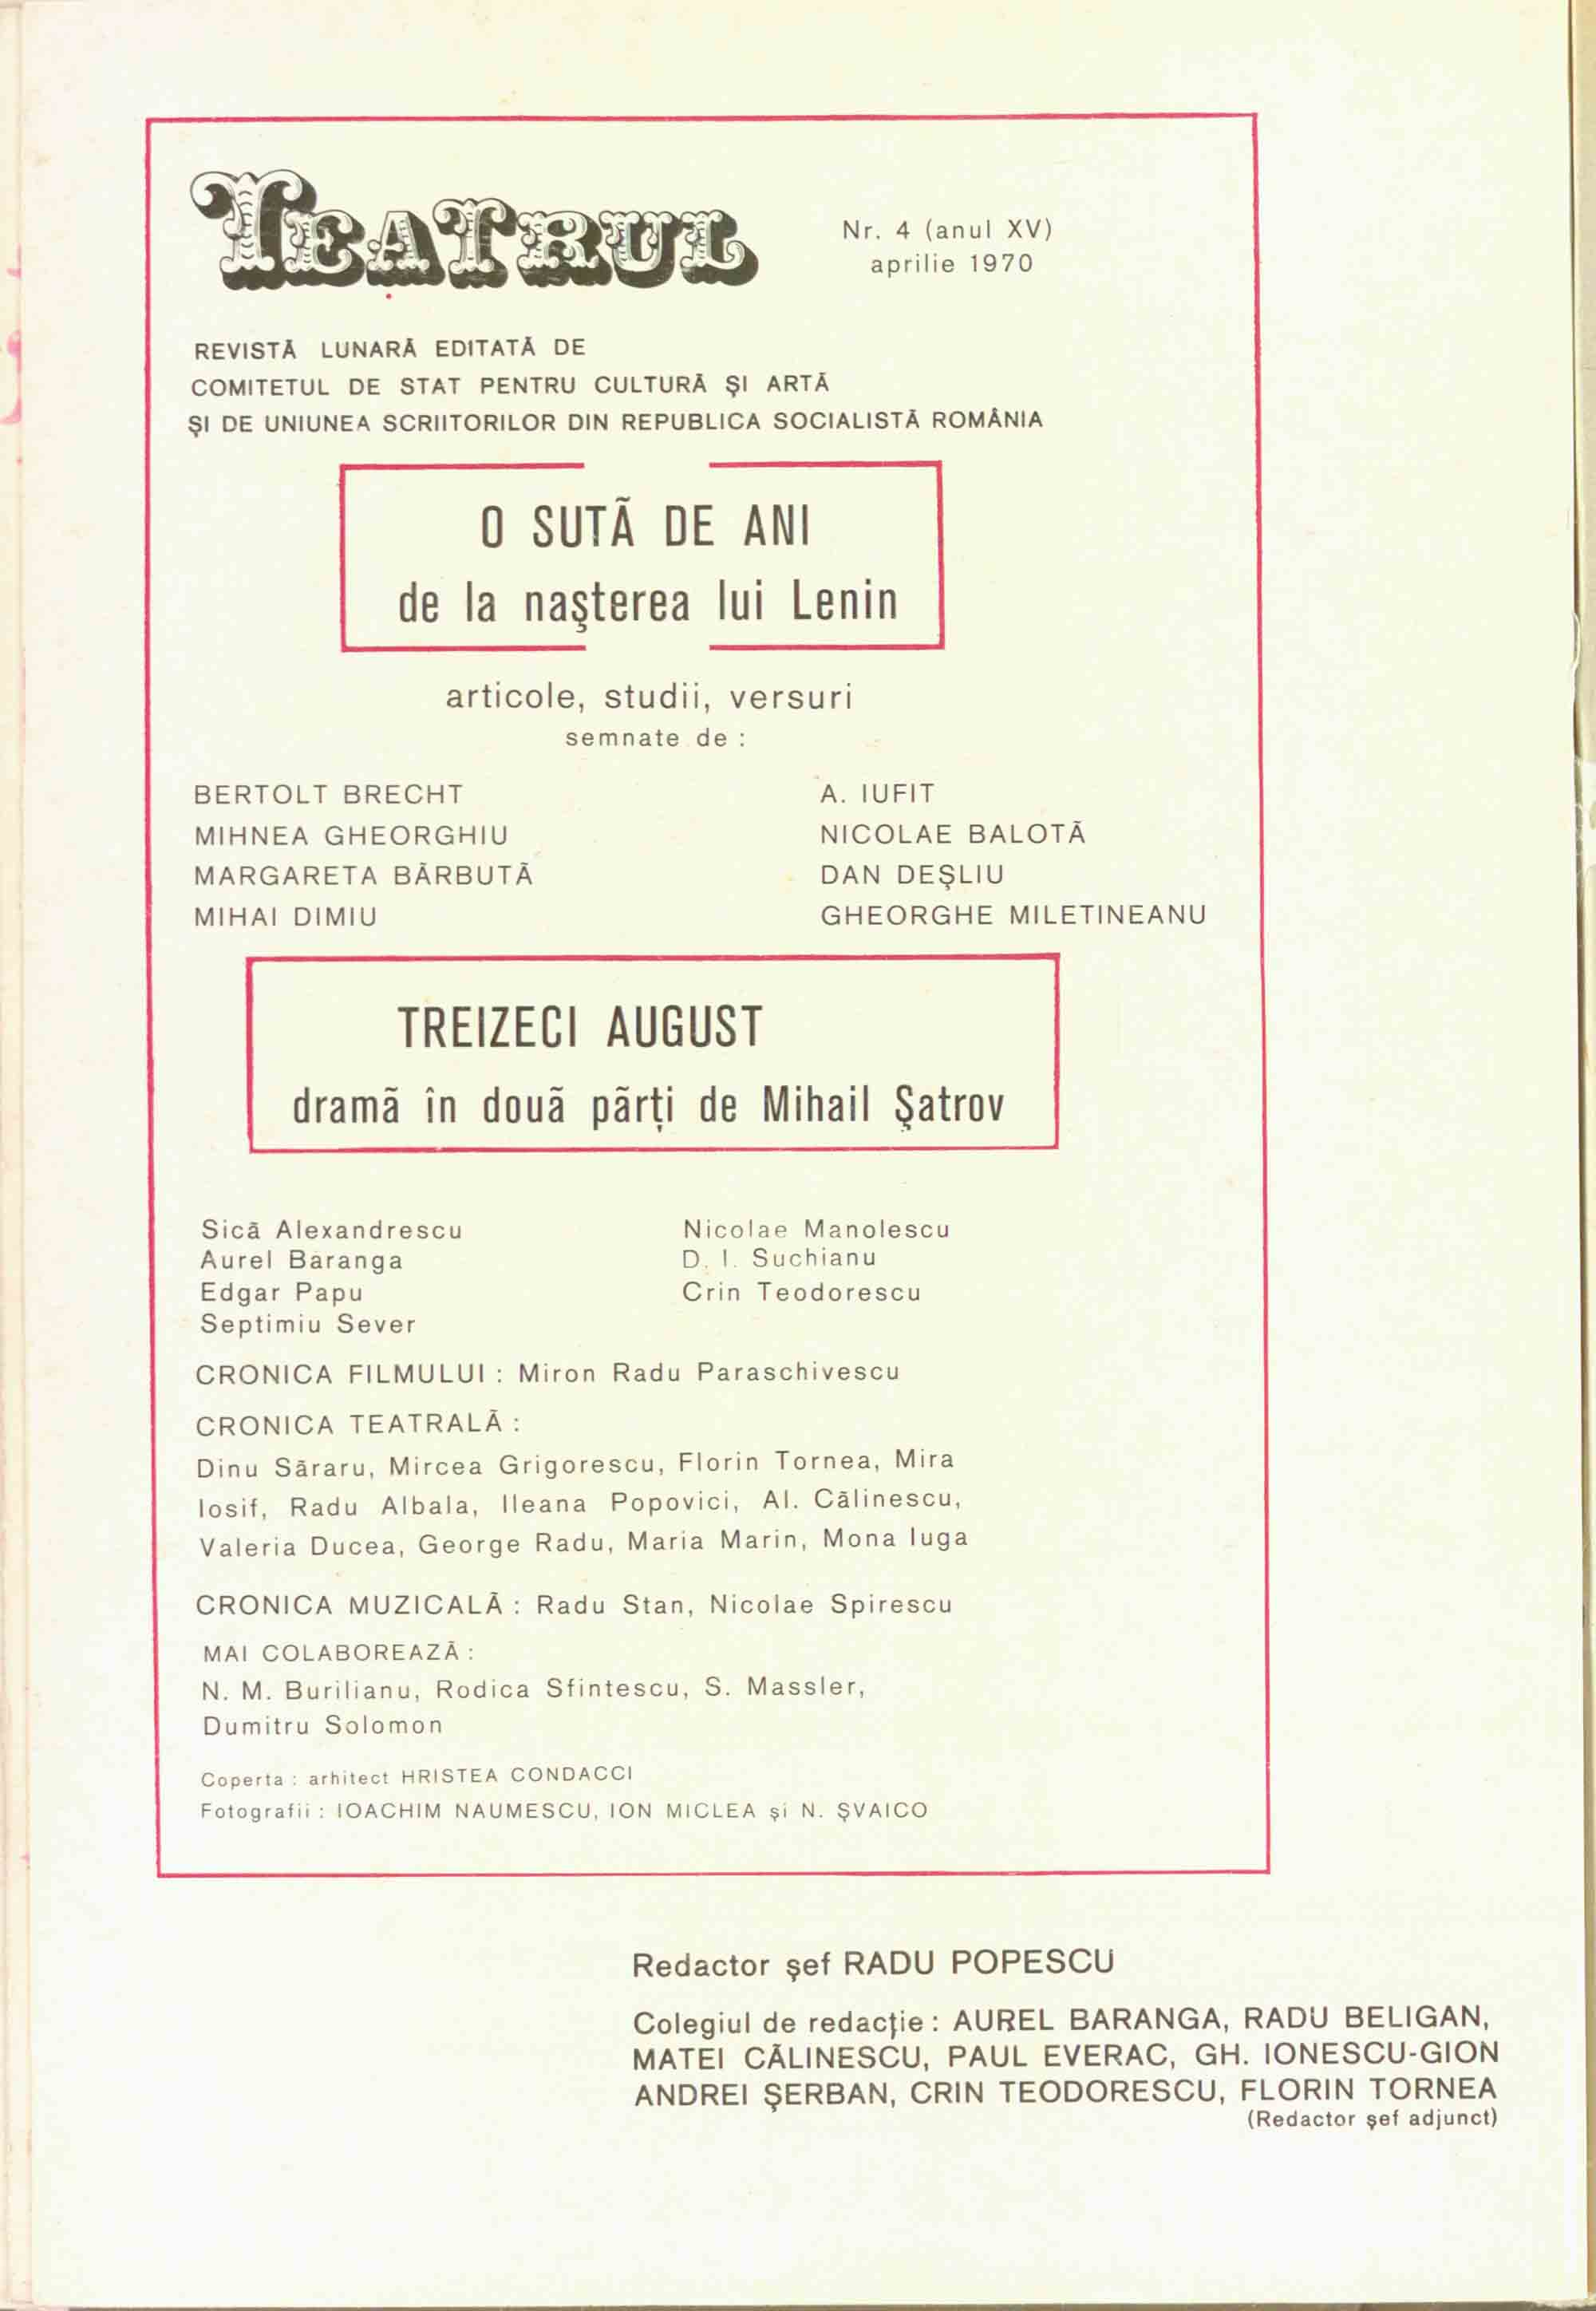 TEATRUL
Nr. 4 (anul XV)
aprilie 1970
REVISTĂ LUNARĂ EDITATĂ DE
COMITETUL DE STAT PENTRU CULTURĂ ŞI ARTĂ
ŞI DE UNIUNEA SCRIITORILOR DIN REPUBLICA SOCIALISTĂ ROMÂNIA
O SUTĂ DE ANI
de la naşterea lui Lenin
articole, studii, versuri
semnate de :
BERTOLT BRECHT
MIHNEA GHEORGHIU
MARGARETA BĂRBUTĂ
MIHAI DIMIU
A. IUFIT
NICOLAE BALOTĂ
DAN DEŞLIU
GHEORGHE MILETINEANU
TREIZECI AUGUST
dramă în două părţi de Mihail Şatrov
Sică Alexandrescu
Aurel Baranga
Edgar Papu
Septimiu Sever
Nicolae Manolescu
D. I. Suchianu
Crin Teodorescu
CRONICA FILMULUI : Miron Radu Paraschivescu
CRONICA TEATRALĂ :
Dinu Săraru, Mircea Grigorescu, Florin Tornea, Mira
Iosif, Radu Albala, Ileana Popovici, Al. Călinescu,
Valeria Ducea, George Radu, Maria Marin, Mona Iuga
CRONICA MUZICALĂ : Radu Stan, Nicolae Spirescu
MAI COLABOREAZĂ :
N. M. Burilianu, Rodica Sfintescu, S. Massler,
Dumitru Solomon
Coperta : arhitect HRISTEA CONDACCI
Fotografii : IOACHIM NAUMESCU, ION MICLEA şi N. ŞVAICO
Redactor şef RADU POPESCU
Colegiul de redacţie : AUREL BARANGA, RADU BELIGAN,
MATEI CĂLINESCU, PAUL EVERAC, GH. IONESCU-GION
ANDREI ŞERBAN, CRIN TEODORESCU, FLORIN TORNEA
(Redactor şef adjunct)